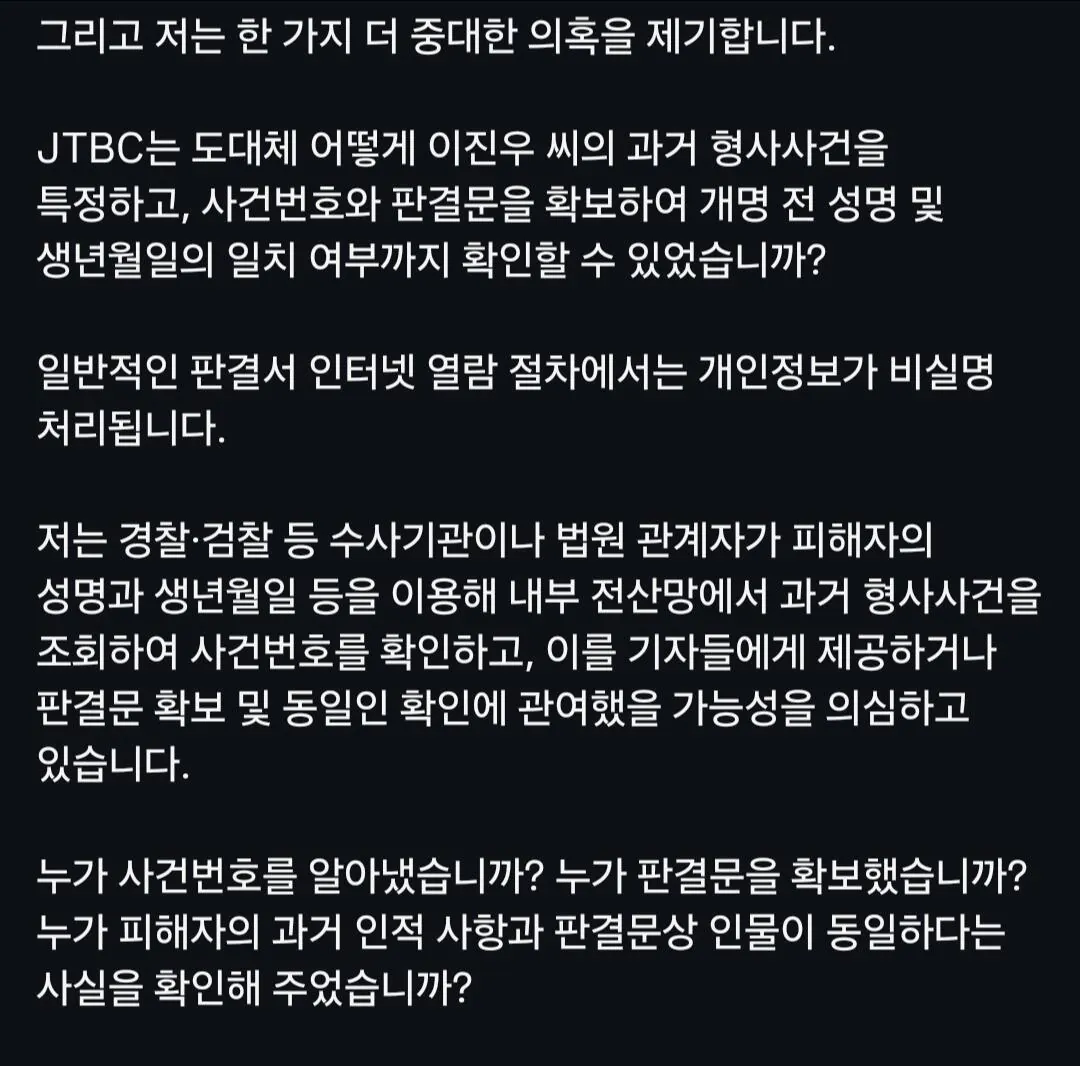 그리고 저는 한 가지 더 중대한 의혹을 제기합니다.
JTBC는 도대체 어떻게 이진우 씨의 과거 형사사건을
특정하고, 사건번호와 판결문을 확보하여 개명 전 성명 및
생년월일의 일치 여부까지 확인할 수 있었습니까?
일반적인 판결서 인터넷 열람 절차에서는 개인정보가 비실명
처리됩니다.
저는 경찰·검찰 등 수사기관이나 법원 관계자가 피해자의
성명과 생년월일 등을 이용해 내부 전산망에서 과거 형사사건을
조회하여 사건번호를 확인하고, 이를 기자들에게 제공하거나
판결문 확보 및 동일인 확인에 관여했을 가능성을 의심하고
있습니다.
누가 사건번호를 알아냈습니까? 누가 판결문을 확보했습니까?
누가 피해자의 과거 인적 사항과 판결문상 인물이 동일하다는
사실을 확인해 주었습니까?